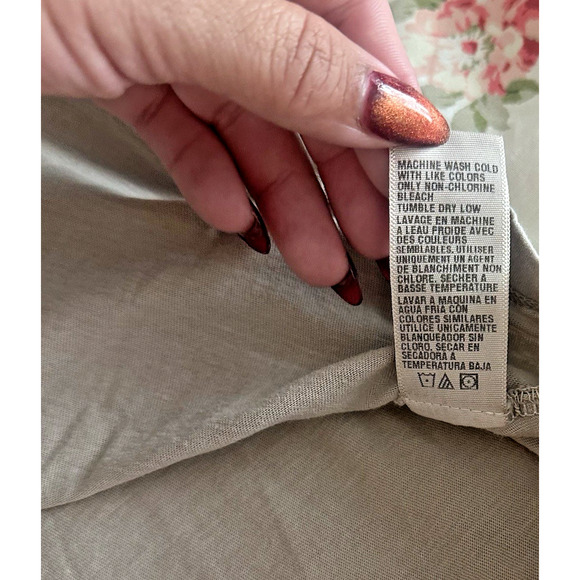 MACHINE WASH COLD
WITH LIKE COLORS
ONLY NON-CHLORINE
BLEACH
TUMBLE DRY LOW
LAVAGE EN MACHINE
A LEAU FROIDE AVEC
DES COULEURS
SEMBLABLES. UTILISER
UNIQUEMENT UN AGENT
DE BLANCHIMENT NON
CHLORE. SECHER A
BASSE TEMPERATURE
LAVAR A MAQUINA EN
AGUA FRIA CON
COLORES SIMILARES
UTILICE UNICAMENTE
BLANQUEADOR SIN
CLORO. SECAR EN
SECADORA A
TEMPERATURA BAJA